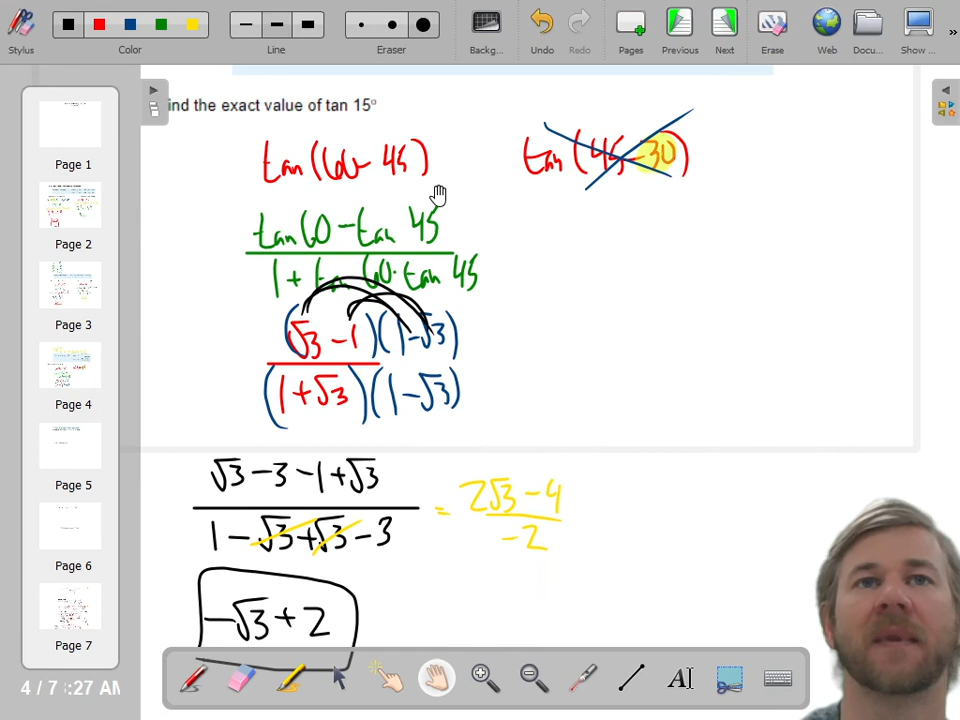 Stylus
Color
Line
Eraser
Backg...
Undo
Redo
Pages
Previous
Next
Erase
Web
Docu...
Show ...
»
Page 1
Page 2
Page 3
Page 4
Page 5
Page 6
Page 7
ind the exact value of tan 15°
tan(60-45)
tan(45-30)
tan60 - tan 45
1 + tan 60·tan 45
(√3 - 1)(1 - √3)
(1 + √3)(1 - √3)
√3 - 3 - 1 + √3
1 - √3 + √3 - 3
= 2√3 - 4
-2
-√3 + 2
AI